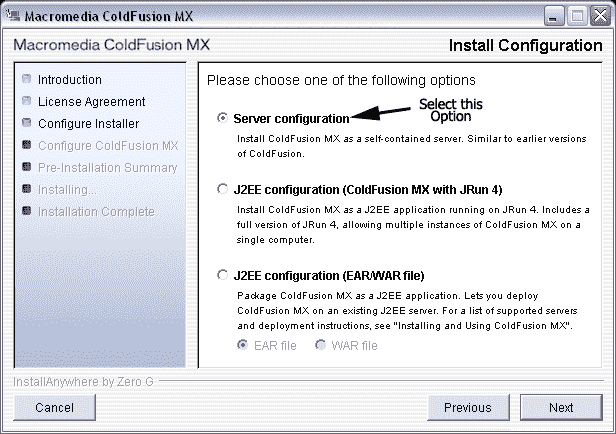 Macromedia ColdFusion MX
Macromedia ColdFusion MX
Install Configuration
Introduction
License Agreement
Configure Installer
Configure ColdFusion MX
Pre-Installation Summary
Installing...
Installation Complete
Please choose one of the following options
Server configuration
Select this
Option
Install ColdFusion MX as a self-contained server. Similar to earlier versions
of ColdFusion.
J2EE configuration (ColdFusion MX with JRun 4)
Install ColdFusion MX as a J2EE application running on JRun 4. Includes a
full version of JRun 4, allowing multiple instances of ColdFusion MX on a
single computer.
J2EE configuration (EAR/WAR file)
Package ColdFusion MX as a J2EE application. Lets you deploy
ColdFusion MX on an existing J2EE server. For a list of supported servers
and deployment instructions, see "Installing and Using ColdFusion MX".
EAR file WAR file
InstallAnywhere by Zero G
Cancel Previous Next